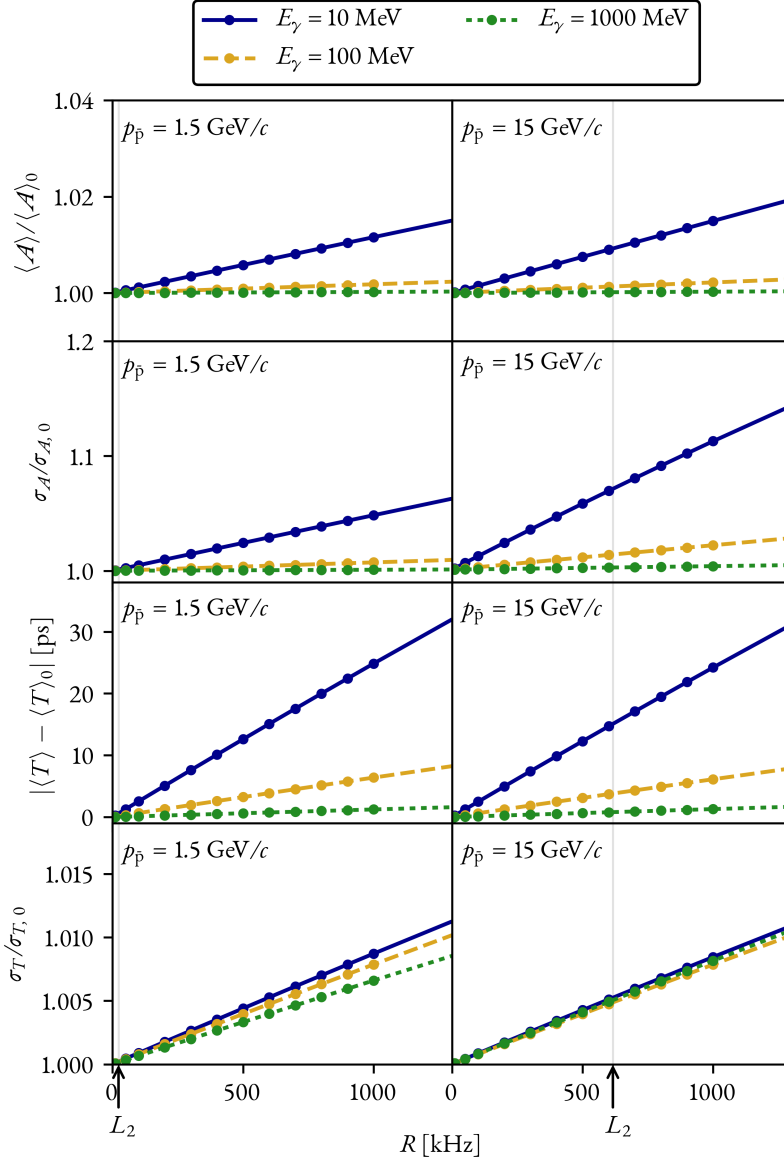 E_γ = 10 MeV E_γ = 1000 MeV
E_γ = 100 MeV
1.04
p_p̄ = 1.5 GeV/c p_p̄ = 15 GeV/c
⟨A⟩/⟨A⟩_0
1.02
1.00
1.2
p_p̄ = 1.5 GeV/c p_p̄ = 15 GeV/c
σ_A/σ_{A, 0}
1.1
1.0
p_p̄ = 1.5 GeV/c p_p̄ = 15 GeV/c
|⟨T⟩ − ⟨T⟩_0| [ps]
30
20
10
0
p_p̄ = 1.5 GeV/c p_p̄ = 15 GeV/c
σ_T/σ_{T, 0}
1.015
1.010
1.005
1.000
0 500 1000 0 500 1000
L_2 L_2
R [kHz]